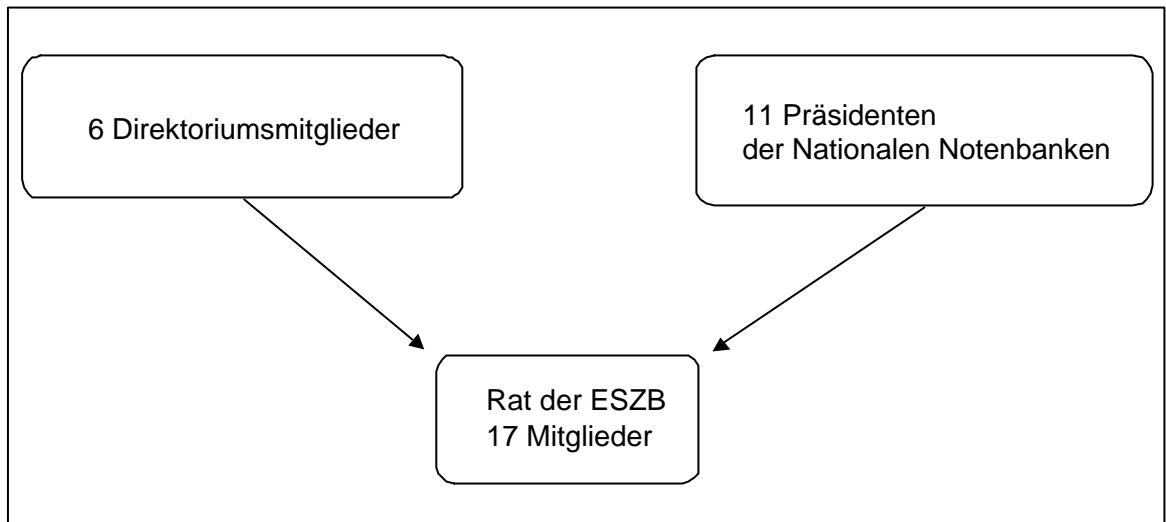 6 Direktoriumsmitglieder
11 Präsidenten
der Nationalen Notenbanken
Rat der ESZB
17 Mitglieder